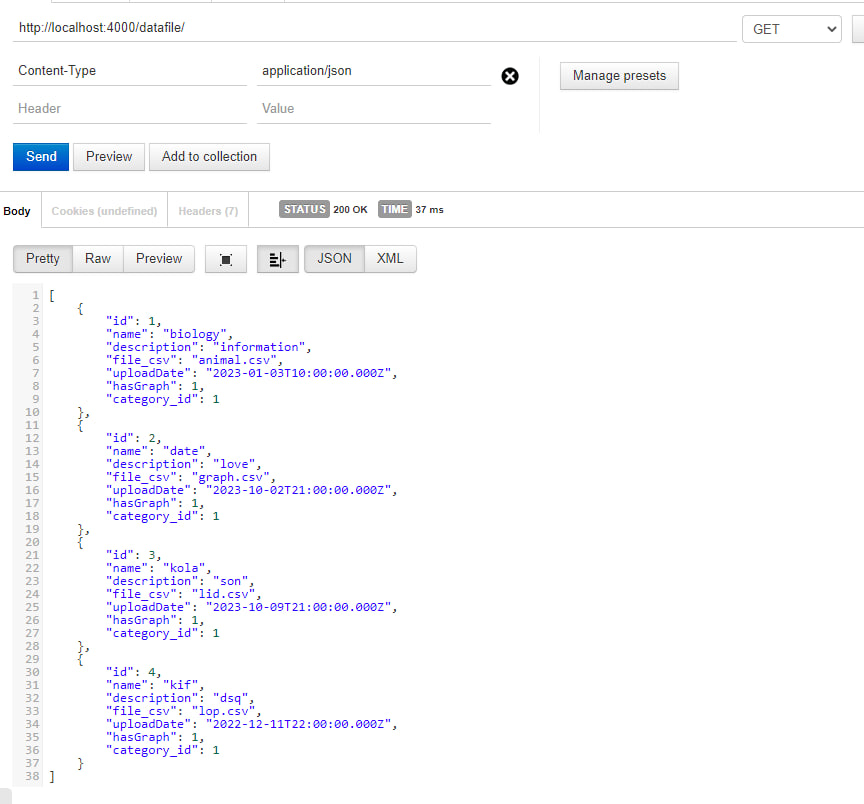 http://localhost:4000/datafile/ GET
Content-Type application/json Manage presets
Header Value
Send Preview Add to collection
Body Cookies (undefined) Headers (7) STATUS 200 OK TIME 37 ms
Pretty Raw Preview JSON XML
1 [
2 {
3 "id": 1,
4 "name": "biology",
5 "description": "information",
6 "file_csv": "animal.csv",
7 "uploadDate": "2023-01-03T10:00:00.000Z",
8 "hasGraph": 1,
9 "category_id": 1
10 },
11 {
12 "id": 2,
13 "name": "date",
14 "description": "love",
15 "file_csv": "graph.csv",
16 "uploadDate": "2023-10-02T21:00:00.000Z",
17 "hasGraph": 1,
18 "category_id": 1
19 },
20 {
21 "id": 3,
22 "name": "kola",
23 "description": "son",
24 "file_csv": "lid.csv",
25 "uploadDate": "2023-10-09T21:00:00.000Z",
26 "hasGraph": 1,
27 "category_id": 1
28 },
29 {
30 "id": 4,
31 "name": "kif",
32 "description": "dsq",
33 "file_csv": "lop.csv",
34 "uploadDate": "2022-12-11T22:00:00.000Z",
35 "hasGraph": 1,
36 "category_id": 1
37 }
38 ]